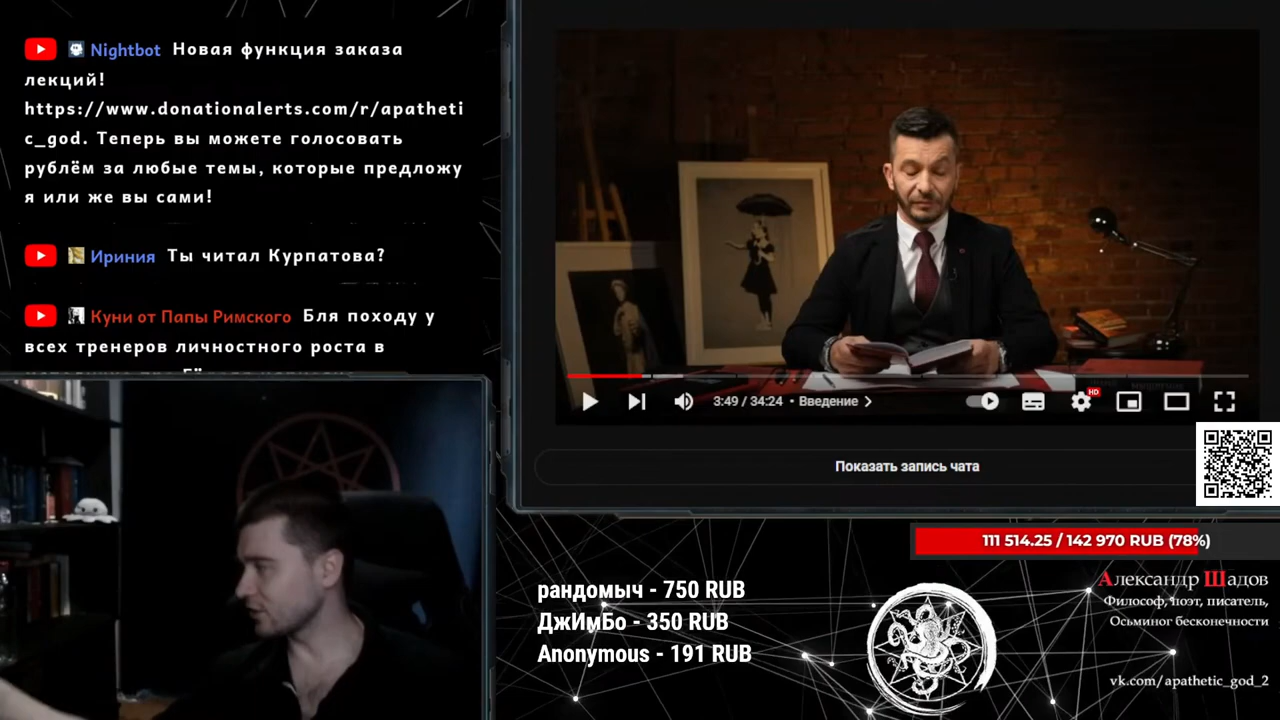 Nightbot Новая функция заказа
лекций!
https://www.donationalerts.com/r/apatheti
c_god. Теперь вы можете голосовать
рублём за любые темы, которые предложу
я или же вы сами!
Ириния Ты читал Курпатова?
Куни от Папы Римского Бля походу у
всех тренеров личностного роста в
3:49 / 34:24 • Введение
HD
Показать запись чата
111 514.25 / 142 970 RUB (78%)
рандомыч - 750 RUB
ДжИмБо - 350 RUB
Anonymous - 191 RUB
Александр Шадов
Философ, поэт, писатель,
Осьминог бесконечности
vk.com/apathetic_god_2